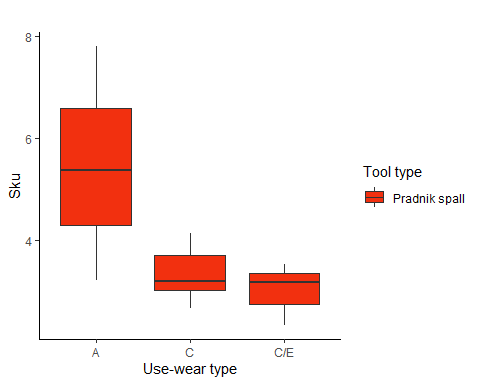 8
6
4
Sku
A
C
C/E
Use-wear type
Tool type
Pradnik spall